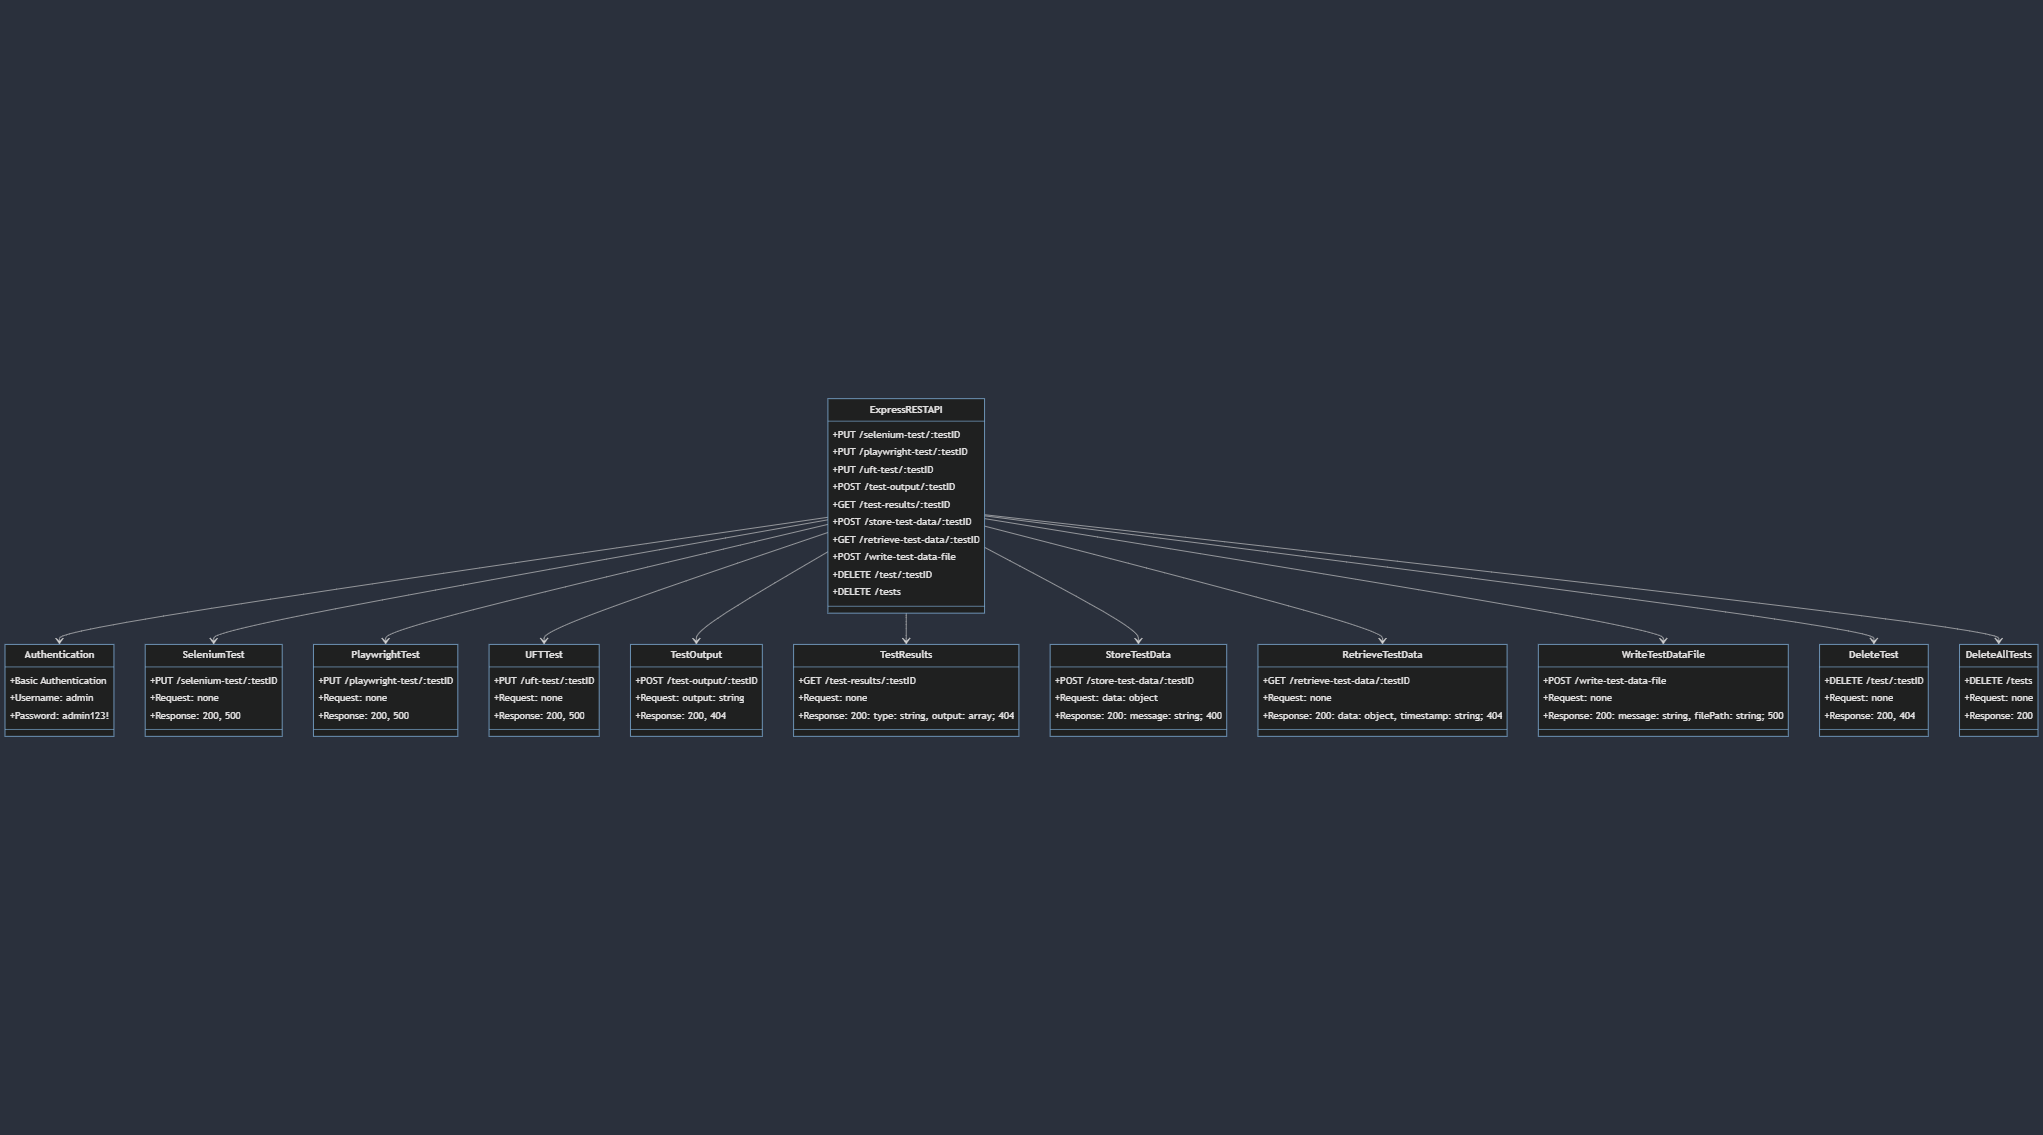 ExpressRESTAPI
+PUT /selenium-test/:testID
+PUT /playwright-test/:testID
+PUT /uft-test/:testID
+POST /test-output/:testID
+GET /test-results/:testID
+POST /store-test-data/:testID
+GET /retrieve-test-data/:testID
+POST /write-test-data-file
+DELETE /test/:testID
+DELETE /tests
Authentication
+Basic Authentication
+Username: admin
+Password: admin123!
SeleniumTest
+PUT /selenium-test/:testID
+Request: none
+Response: 200, 500
PlaywrightTest
+PUT /playwright-test/:testID
+Request: none
+Response: 200, 500
UFTTest
+PUT /uft-test/:testID
+Request: none
+Response: 200, 500
TestOutput
+POST /test-output/:testID
+Request: output: string
+Response: 200, 404
TestResults
+GET /test-results/:testID
+Request: none
+Response: 200: type: string, output: array; 404
StoreTestData
+POST /store-test-data/:testID
+Request: data: object
+Response: 200: message: string; 400
RetrieveTestData
+GET /retrieve-test-data/:testID
+Request: none
+Response: 200: data: object, timestamp: string; 404
WriteTestDataFile
+POST /write-test-data-file
+Request: none
+Response: 200: message: string, filePath: string; 500
DeleteTest
+DELETE /test/:testID
+Request: none
+Response: 200, 404
DeleteAllTests
+DELETE /tests
+Request: none
+Response: 200